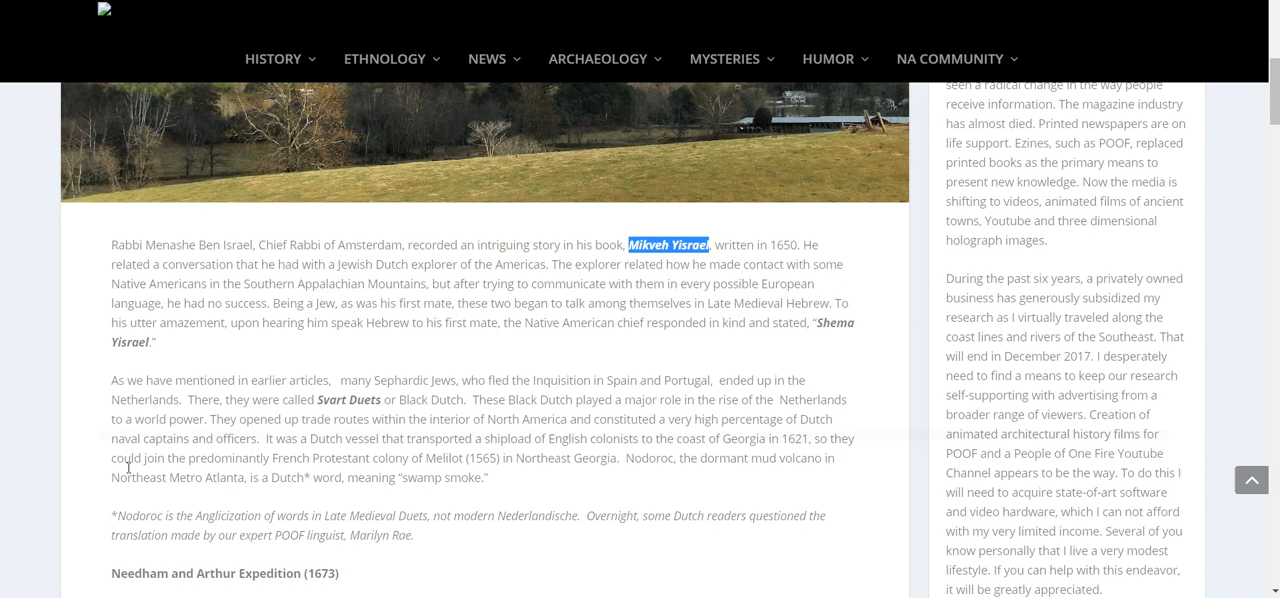 HISTORY ETHNOLOGY NEWS ARCHAEOLOGY MYSTERIES HUMOR NA COMMUNITY
Rabbi Menashe Ben Israel, Chief Rabbi of Amsterdam, recorded an intriguing story in his book, Mikveh Yisrael, written in 1650. He
related a conversation that he had with a Jewish Dutch explorer of the Americas. The explorer related how he made contact with some
Native Americans in the Southern Appalachian Mountains, but after trying to communicate with them in every possible European
language, he had no success. Being a Jew, as was his first mate, these two began to talk among themselves in Late Medieval Hebrew. To
his utter amazement, upon hearing him speak Hebrew to his first mate, the Native American chief responded in kind and stated, “Shema
Yisrael.”
As we have mentioned in earlier articles, many Sephardic Jews, who fled the Inquisition in Spain and Portugal, ended up in the
Netherlands. There, they were called Svart Duets or Black Dutch. These Black Dutch played a major role in the rise of the Netherlands
to a world power. They opened up trade routes within the interior of North America and constituted a very high percentage of Dutch
naval captains and officers. It was a Dutch vessel that transported a shipload of English colonists to the coast of Georgia in 1621, so they
could join the predominantly French Protestant colony of Melilot (1565) in Northeast Georgia. Nodoroc, the dormant mud volcano in
Northeast Metro Atlanta, is a Dutch* word, meaning “swamp smoke.”
*Nodoroc is the Anglicization of words in Late Medieval Duets, not modern Nederlandische. Overnight, some Dutch readers questioned the
translation made by our expert POOF linguist, Marilyn Rae.
Needham and Arthur Expedition (1673)
seen a radical change in the way people
receive information. The magazine industry
has almost died. Printed newspapers are on
life support. Ezines, such as POOF, replaced
printed books as the primary means to
present new knowledge. Now the media is
shifting to videos, animated films of ancient
towns, Youtube and three dimensional
holograph images.
During the past six years, a privately owned
business has generously subsidized my
research as I virtually traveled along the
coast lines and rivers of the Southeast. That
will end in December 2017. I desperately
need to find a means to keep our research
self-supporting with advertising from a
broader range of viewers. Creation of
animated architectural history films for
POOF and a People of One Fire Youtube
Channel appears to be the way. To do this I
will need to acquire state-of-art software
and video hardware, which I can not afford
with my very limited income. Several of you
know personally that I live a very modest
lifestyle. If you can help with this endeavor,
it will be greatly appreciated.